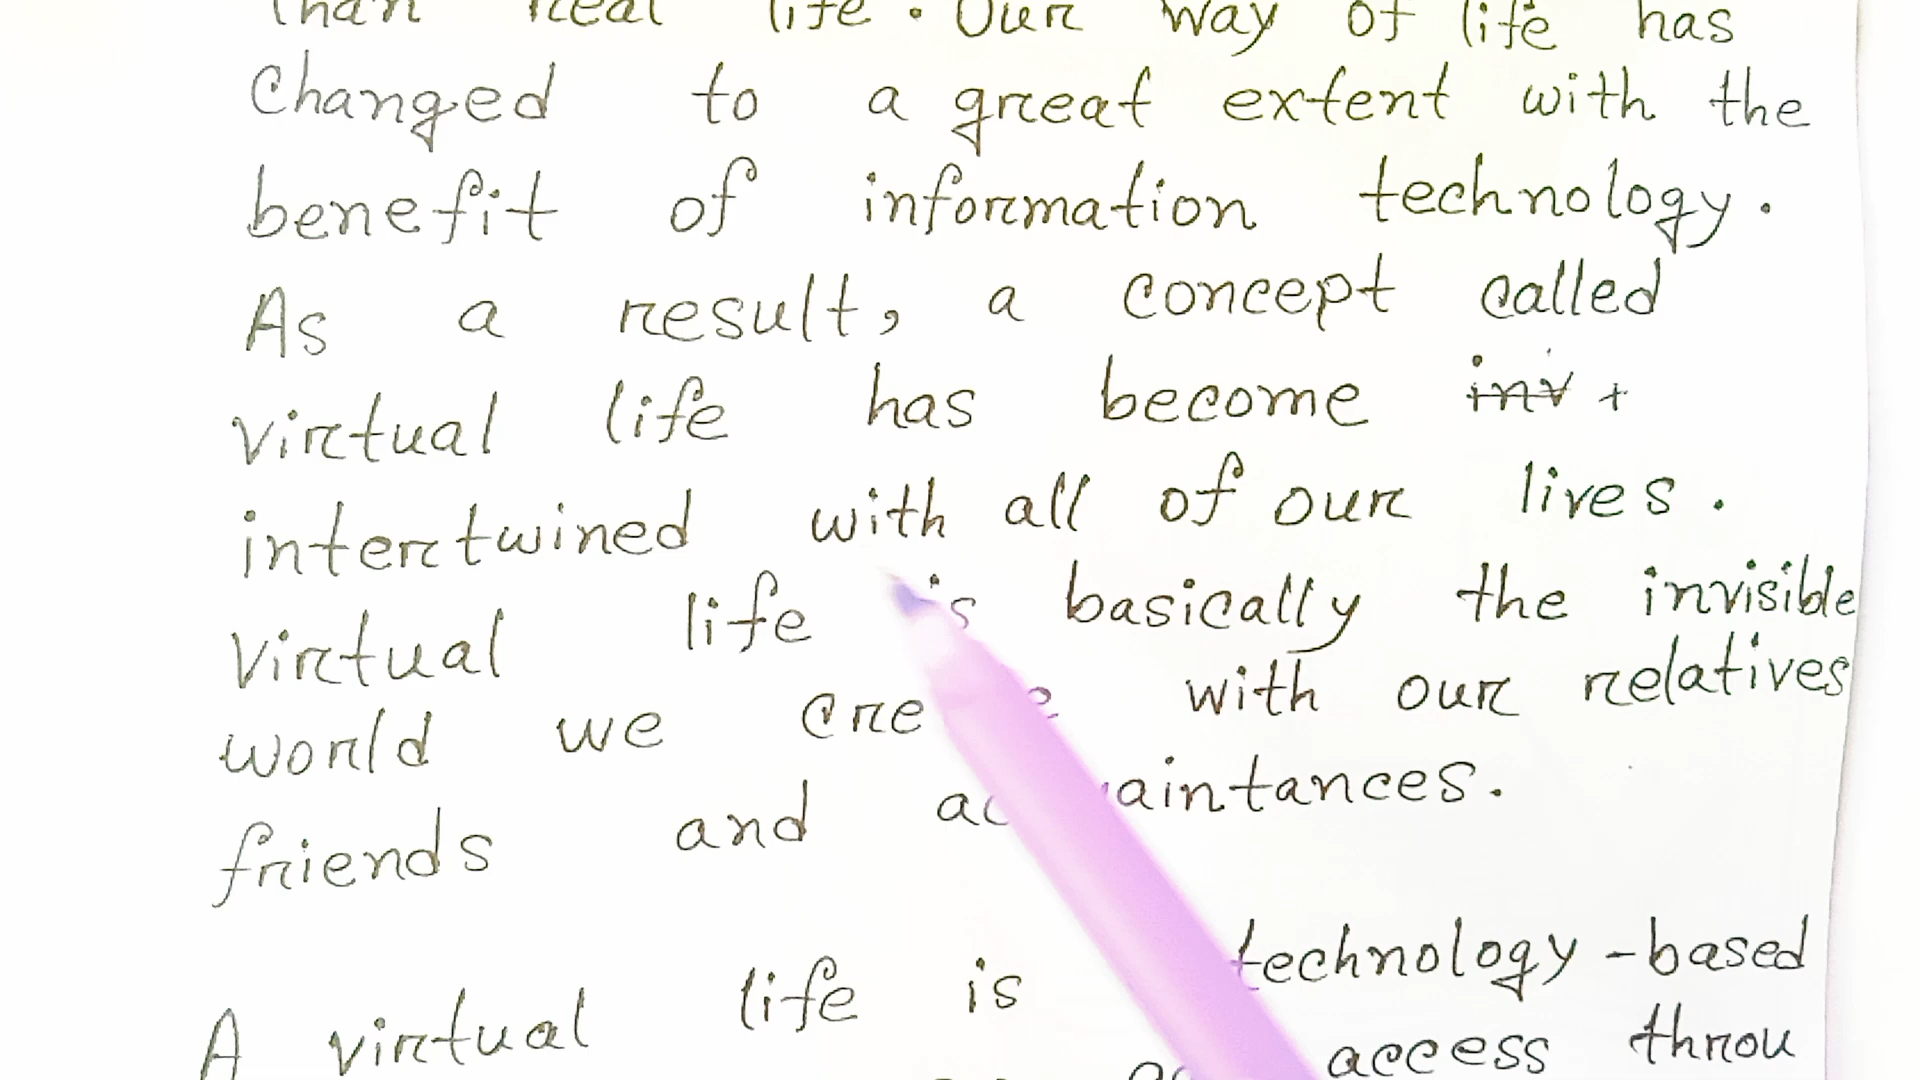 than real life. Our way of life has
Changed to a great extent with the
benefit of information technology.
As a result, a concept called
virtual life has become inv +
intertwined with all of our lives.
Virtual life is basically the invisible
world we with our relatives
friends and
A virtual life is technology-based
access throu